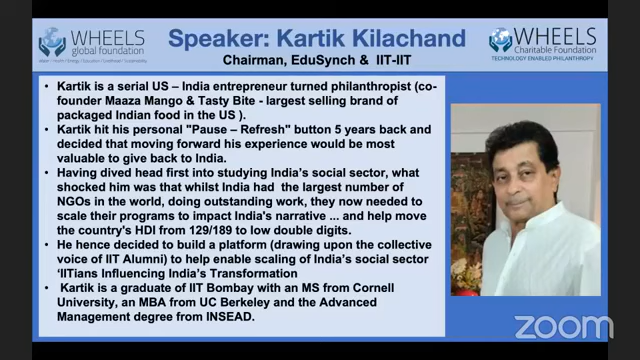 WHEELS
global foundation
Speaker: Kartik Kilachand
Chairman, EduSynch & IIT-IIT
WHEELS
Charitable Foundation
TECHNOLOGY ENABLED PHILANTHROPY
• Kartik is a serial US – India entrepreneur turned philanthropist (co-
founder Maaza Mango & Tasty Bite - largest selling brand of
packaged Indian food in the US ).
• Kartik hit his personal "Pause – Refresh" button 5 years back and
decided that moving forward his experience would be most
valuable to give back to India.
• Having dived head first into studying India's social sector, what
shocked him was that whilst India had the largest number of
NGOs in the world, doing outstanding work, they now needed to
scale their programs to impact India's narrative ... and help move
the country's HDI from 129/189 to low double digits.
• He hence decided to build a platform (drawing upon the collective
voice of IIT Alumni) to help enable scaling of India's social sector
'IITians Influencing India's Transformation
• Kartik is a graduate of IIT Bombay with an MS from Cornell
University, an MBA from UC Berkeley and the Advanced
Management degree from INSEAD.
zoom